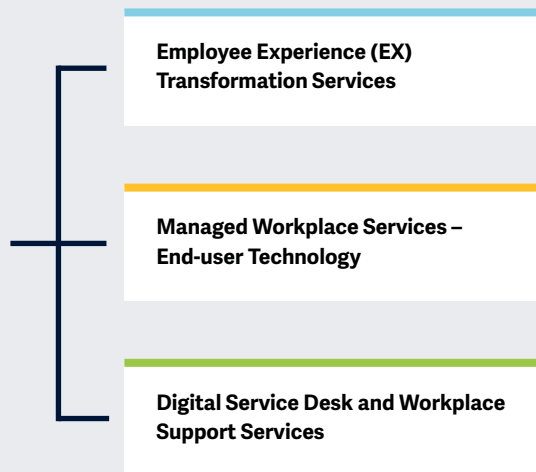 Employee Experience (EX)
Transformation Services
Managed Workplace Services –
End-user Technology
Digital Service Desk and Workplace
Support Services